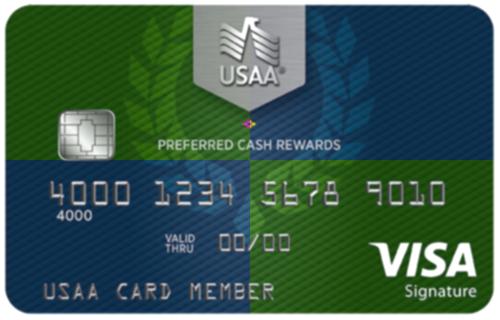 USAA®
PREFERRED CASH REWARDS
4000 1234 5678 9010
4000
VALID THRU 00/00
VISA
USAA CARD MEMBER
Signature